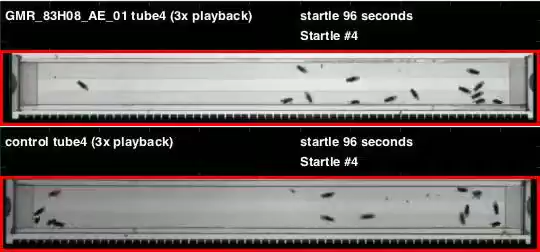 GMR_83H08_AE_01 tube4 (3x playback) startle 96 seconds
Startle #4
control tube4 (3x playback) startle 96 seconds
Startle #4